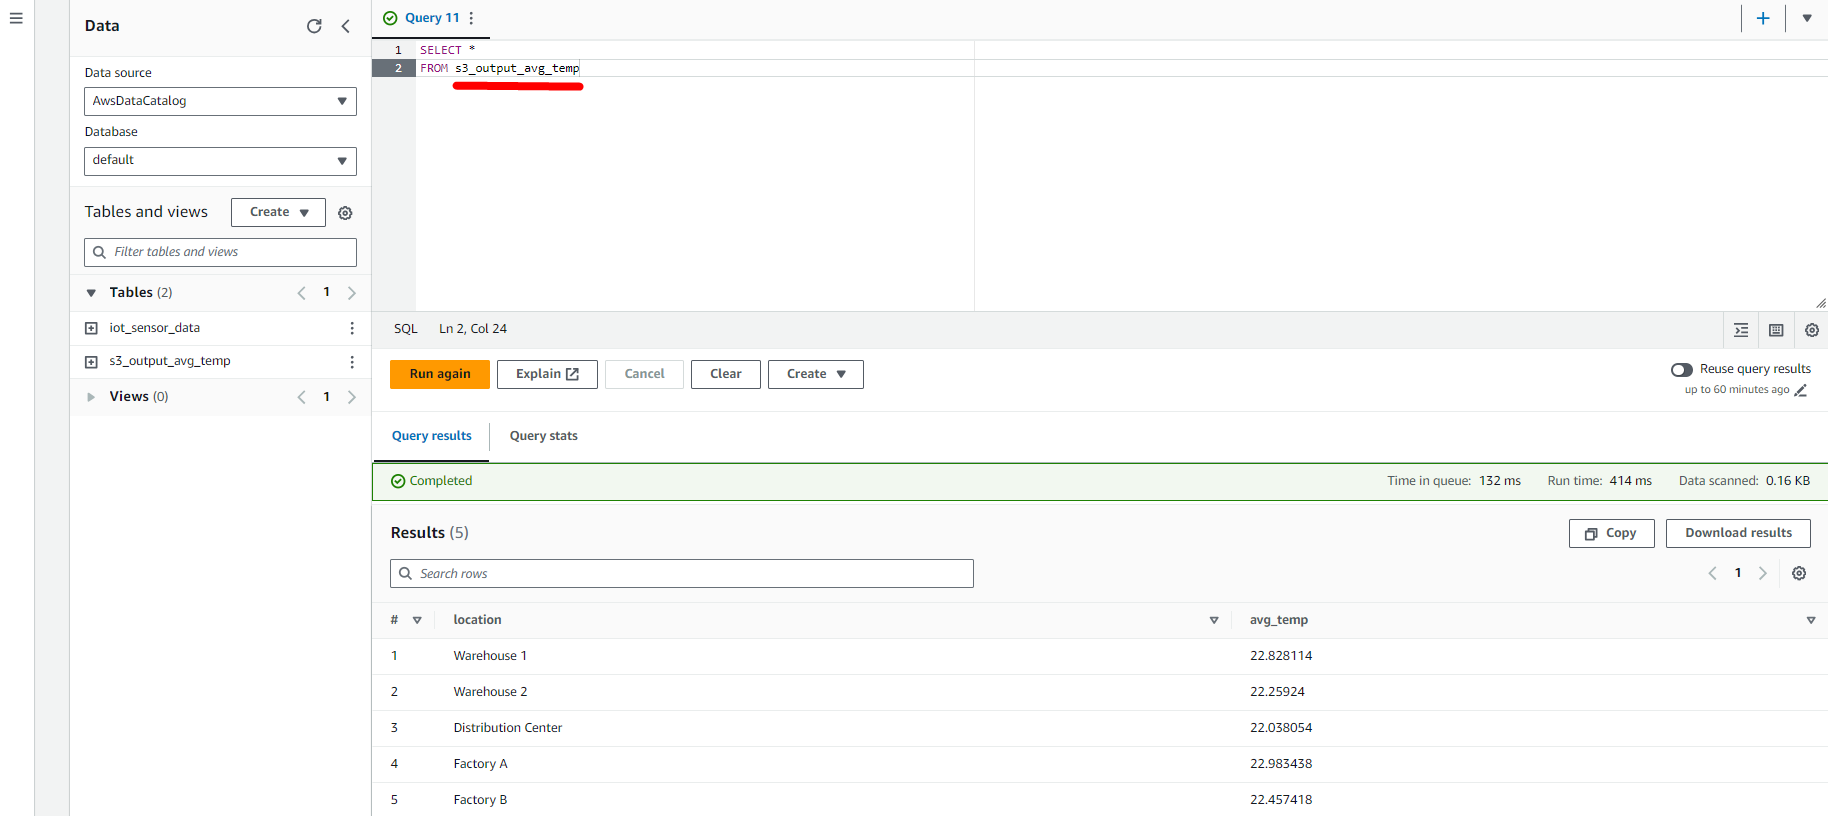 Data
Data source
AwsDataCatalog
Database
default
Tables and views
Create
Filter tables and views
Tables (2)
1
iot_sensor_data
s3_output_avg_temp
Views (0)
1
Query 11
1 SELECT *
2 FROM s3_output_avg_temp
SQL Ln 2, Col 24
Run again Explain Cancel Clear Create
Reuse query results
up to 60 minutes ago
Query results Query stats
Completed Time in queue: 132 ms Run time: 414 ms Data scanned: 0.16 KB
Results (5) Copy Download results
Search rows 1
# location avg_temp
1 Warehouse 1 22.828114
2 Warehouse 2 22.25924
3 Distribution Center 22.038054
4 Factory A 22.983438
5 Factory B 22.457418